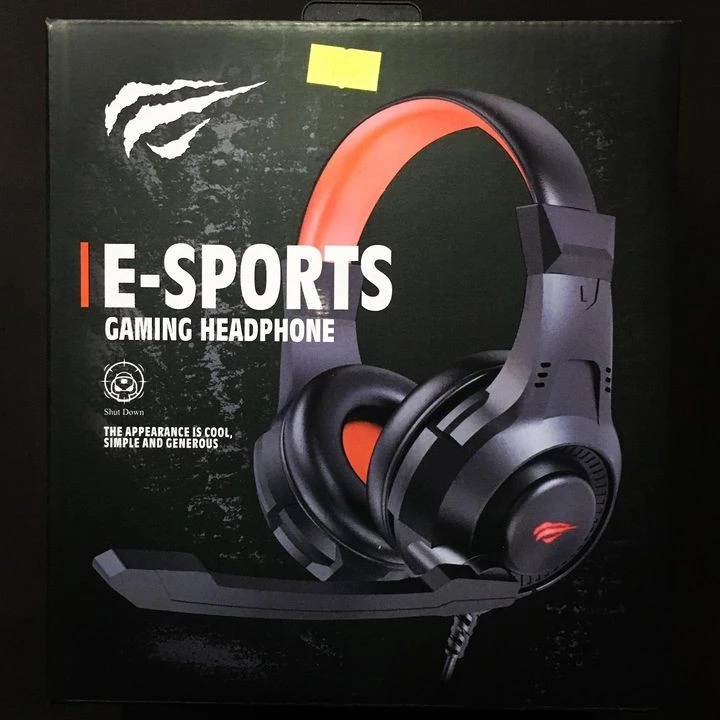 E-SPORTS
GAMING HEADPHONE
Shut Down
THE APPEARANCE IS COOL,
SIMPLE AND GENEROUS
L